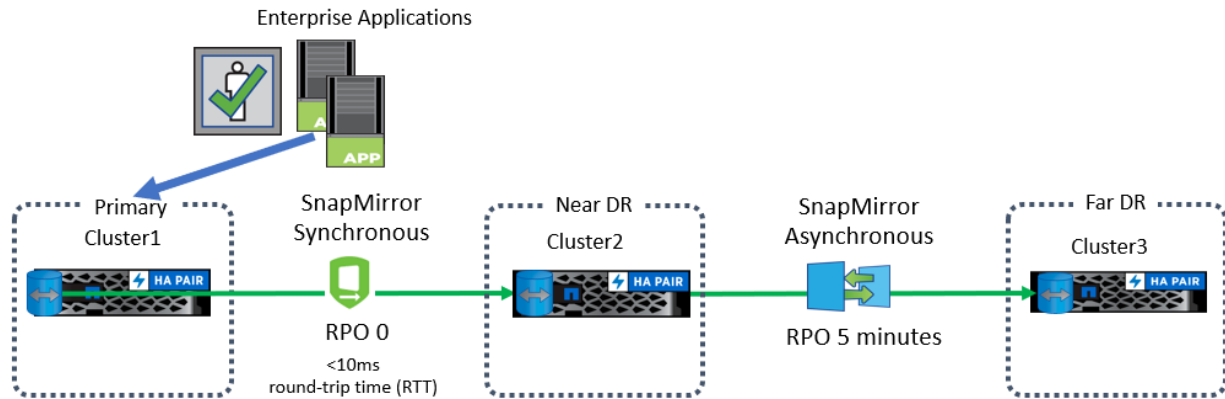 Enterprise Applications
A
APP
Primary
Cluster1
HA PAIR
SnapMirror
Synchronous
RPO 0
<10ms
round-trip time (RTT)
Near DR
Cluster2
HA PAIR
SnapMirror
Asynchronous
RPO 5 minutes
Far DR
Cluster3
HA PAIR